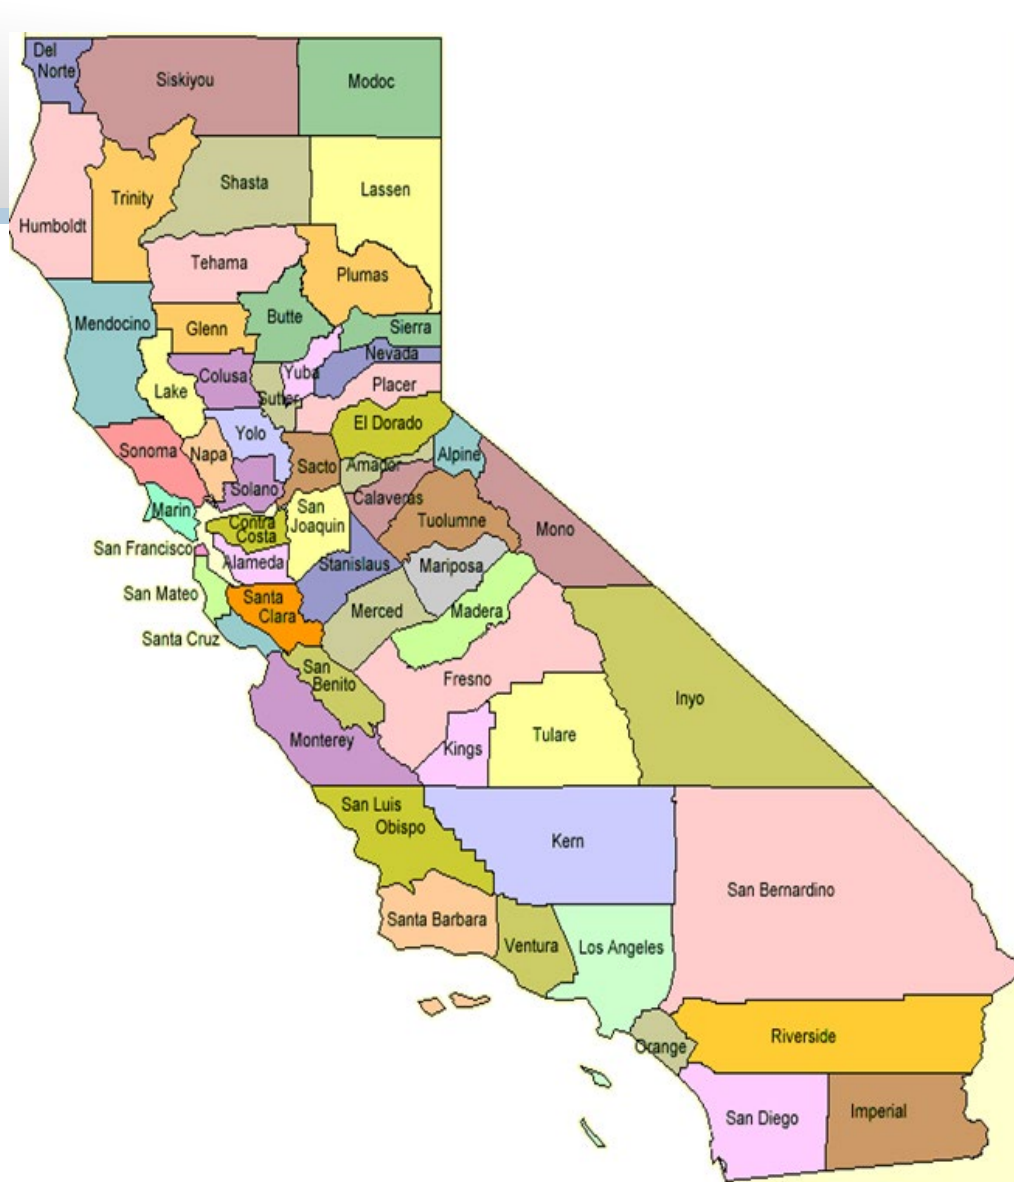 Del
Norte
Siskiyou
Modoc
Shasta
Lassen
Trinity
Humboldt
Tehama
Plumas
Mendocino
Glenn
Butte
Sierra
Nevada
Yuba
Colusa
Placer
Lake
Sutter
El Dorado
Yolo
Sonoma
Napa
Sacto
Amador
Alpine
Solano
Calaveras
Marin
San
Joaquin
Contra
Costa
Tuolumne
Mono
San Francisco
Alameda
Stanislaus
Mariposa
San Mateo
Santa
Clara
Merced
Madera
Santa Cruz
San
Benito
Fresno
Inyo
Monterey
Kings
Tulare
San Luis
Obispo
Kern
San Bernardino
Santa Barbara
Ventura
Los Angeles
Riverside
Orange
San Diego
Imperial